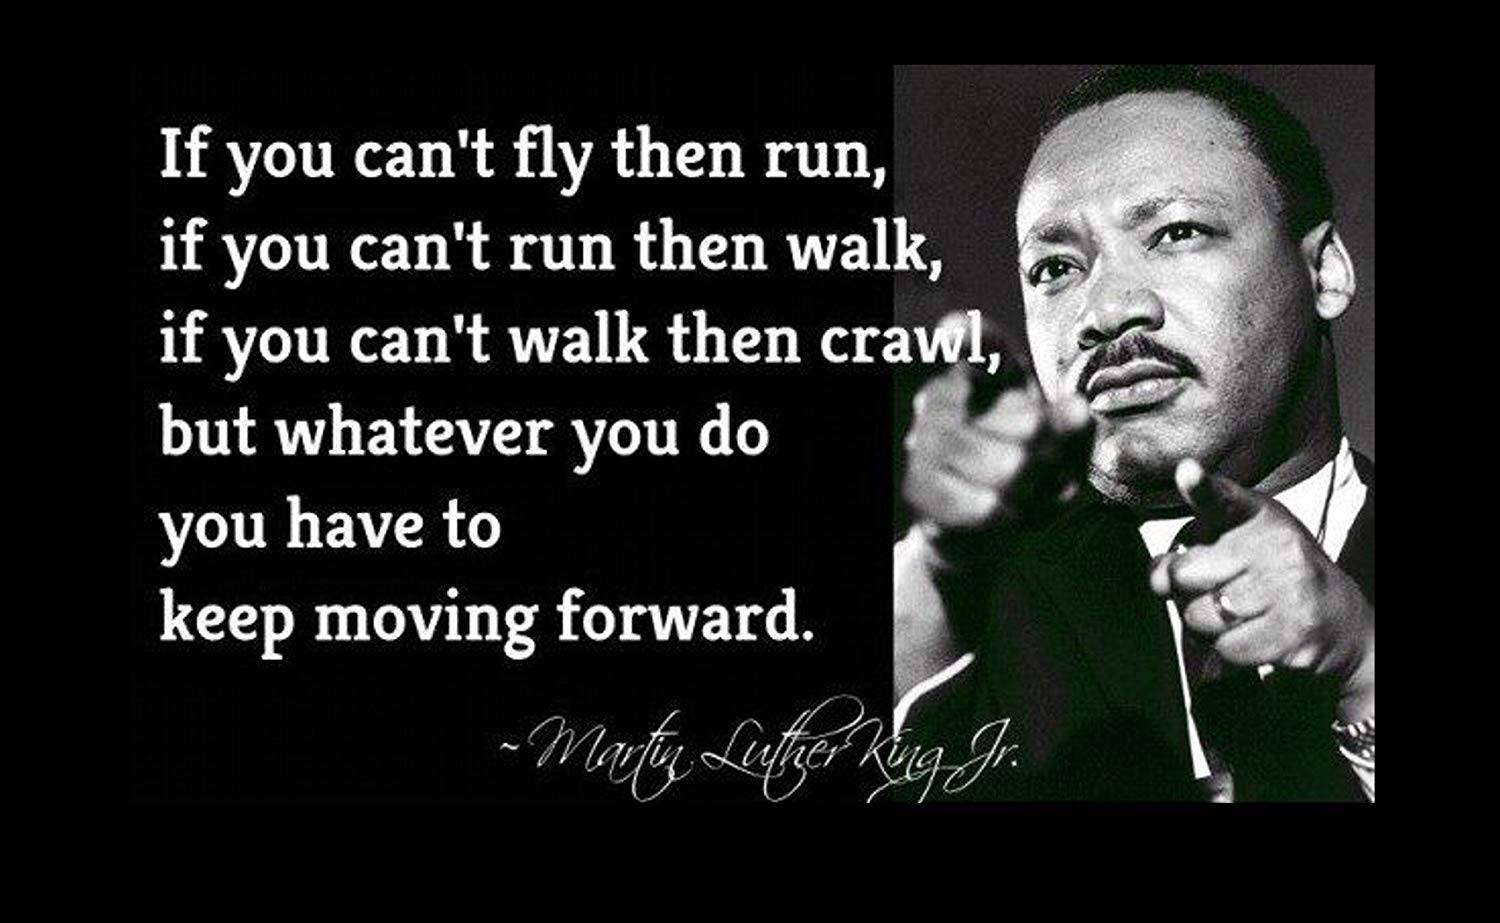 If you can't fly then run,
if you can't run then walk,
if you can't walk then crawl,
but whatever you do
you have to
keep moving forward.
~ Martin Luther King Jr.